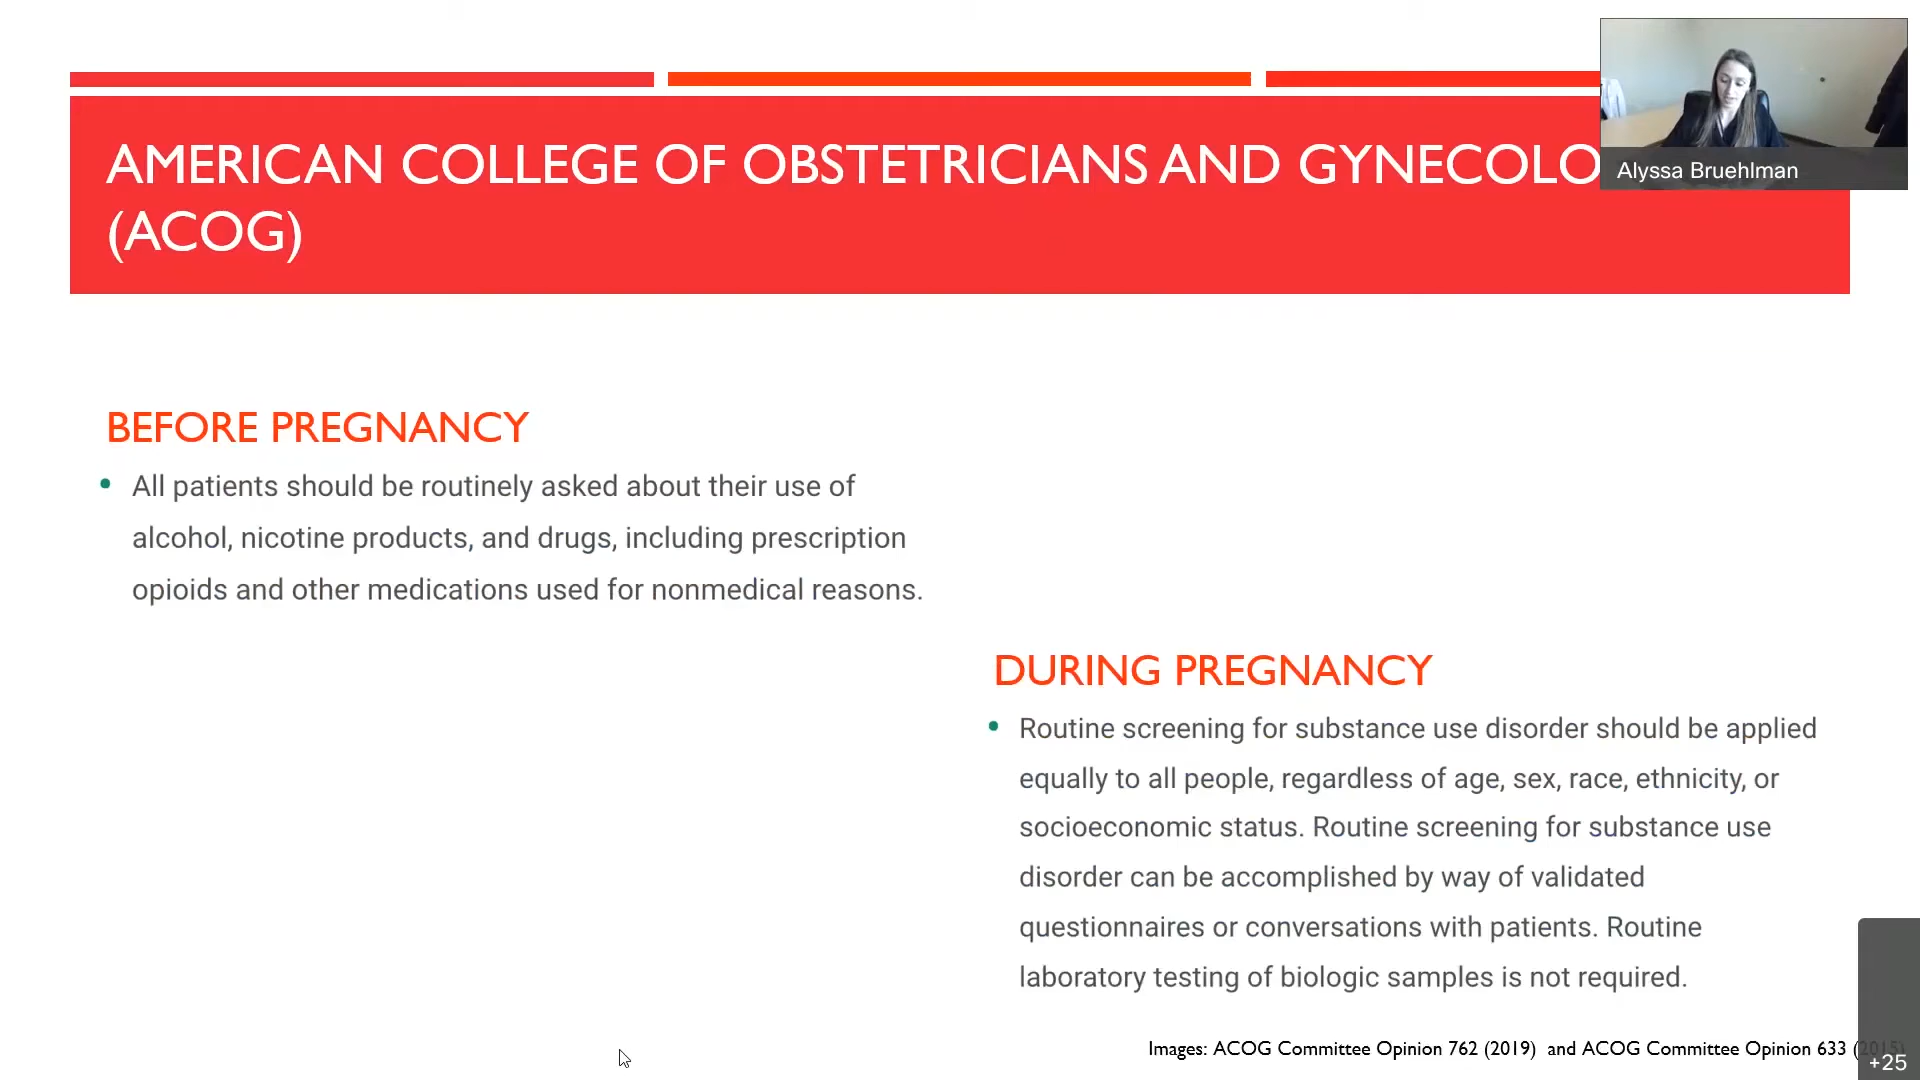 AMERICAN COLLEGE OF OBSTETRICIANS AND GYNECOLO
(ACOG)
Alyssa Bruehlman
BEFORE PREGNANCY
• All patients should be routinely asked about their use of
alcohol, nicotine products, and drugs, including prescription
opioids and other medications used for nonmedical reasons.
DURING PREGNANCY
• Routine screening for substance use disorder should be applied
equally to all people, regardless of age, sex, race, ethnicity, or
socioeconomic status. Routine screening for substance use
disorder can be accomplished by way of validated
questionnaires or conversations with patients. Routine
laboratory testing of biologic samples is not required.
Images: ACOG Committee Opinion 762 (2019) and ACOG Committee Opinion 633 (2015)
+25